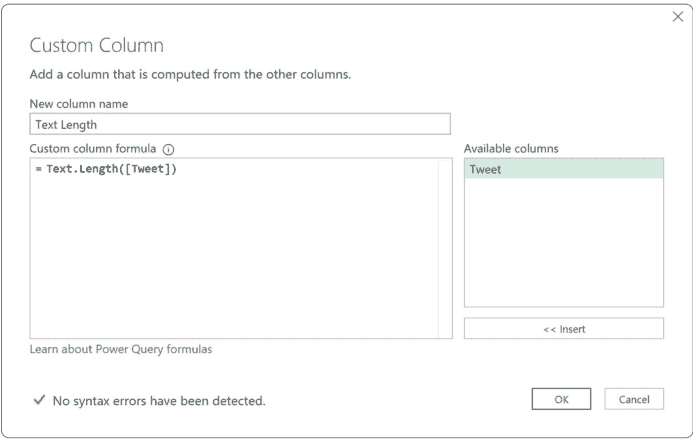 Custom Column
Add a column that is computed from the other columns.
New column name
Text Length
Custom column formula
Available columns
= Text.Length([Tweet])
Tweet
<< Insert
Learn about Power Query formulas
No syntax errors have been detected.
OK
Cancel